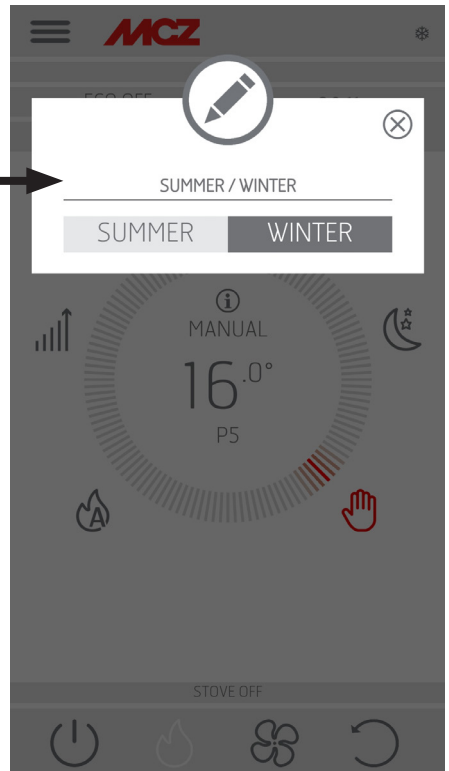 MCZ
SUMMER / WINTER
SUMMER WINTER
MANUAL
16.0°
P5
A
STOVE OFF